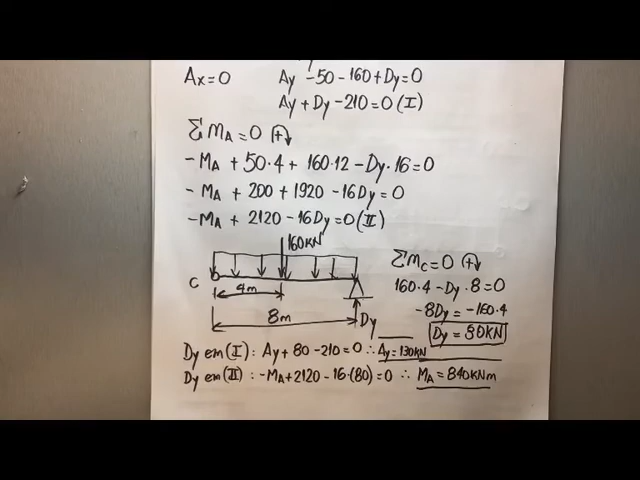 Ax=0 Ay -50-160+Dy=0
Ay+Dy-210=0 (I)
ΣMA=0
-MA + 50·4 + 160·12 - Dy·16=0
-MA + 200 + 1920 - 16Dy=0
-MA + 2120 - 16Dy=0 (II)
160KN
C
4m
8m
Dy
ΣMC=0
160·4 - Dy·8=0
-8Dy = -160·4
Dy = 80KN
Dy em (I): Ay+80-210=0 ∴ Ay=130KN
Dy em (II): -MA+2120-16·(80)=0 ∴ MA=840KNm